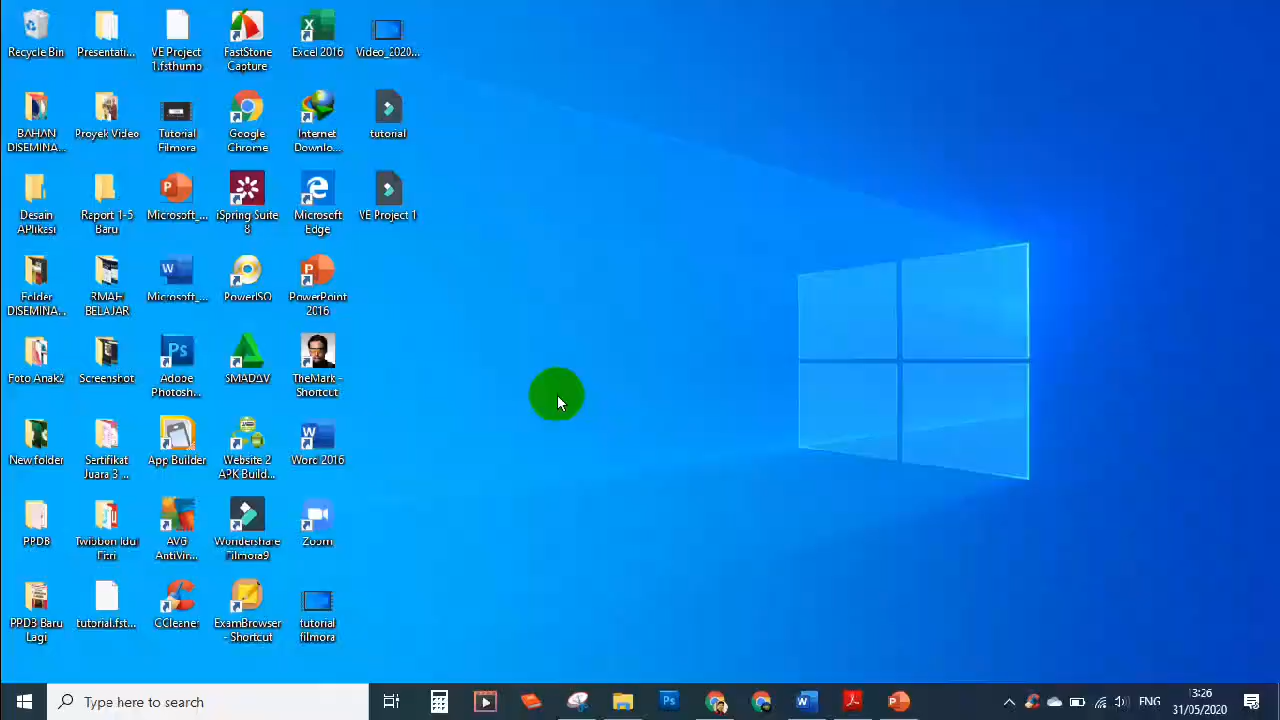 Recycle Bin
Presentati...
VE Project
1.fsthumb
FastStone
Capture
Excel 2016
Video_2020...
BAHAN
DISEMINA...
Proyek Video
Tutorial
Filmora
Google
Chrome
Internet
Downlo...
tutorial
Desain
APlikasi
Raport 1-5
Baru
Microsoft_...
iSpring Suite
8
Microsoft
Edge
VE Project 1
Folder
DISEMINA...
RMAH
BELAJAR
Microsoft_...
PowerISO
PowerPoint
2016
Foto Anak2
Screenshot
Adobe
Photosh...
SMADAV
TheMark -
Shortcut
New folder
Sertifikat
Juara 3 ...
App Builder
Website 2
APK Build...
Word 2016
PPDB
Twibbon Idul
Fitri
AVG
AntiVir...
Wondershare
Filmora9
Zoom
PPDB Baru
Lagi
tutorial.fst...
CCleaner
ExamBrowser
- Shortcut
tutorial
filmora
Type here to search
ENG
13:26
31/05/2020